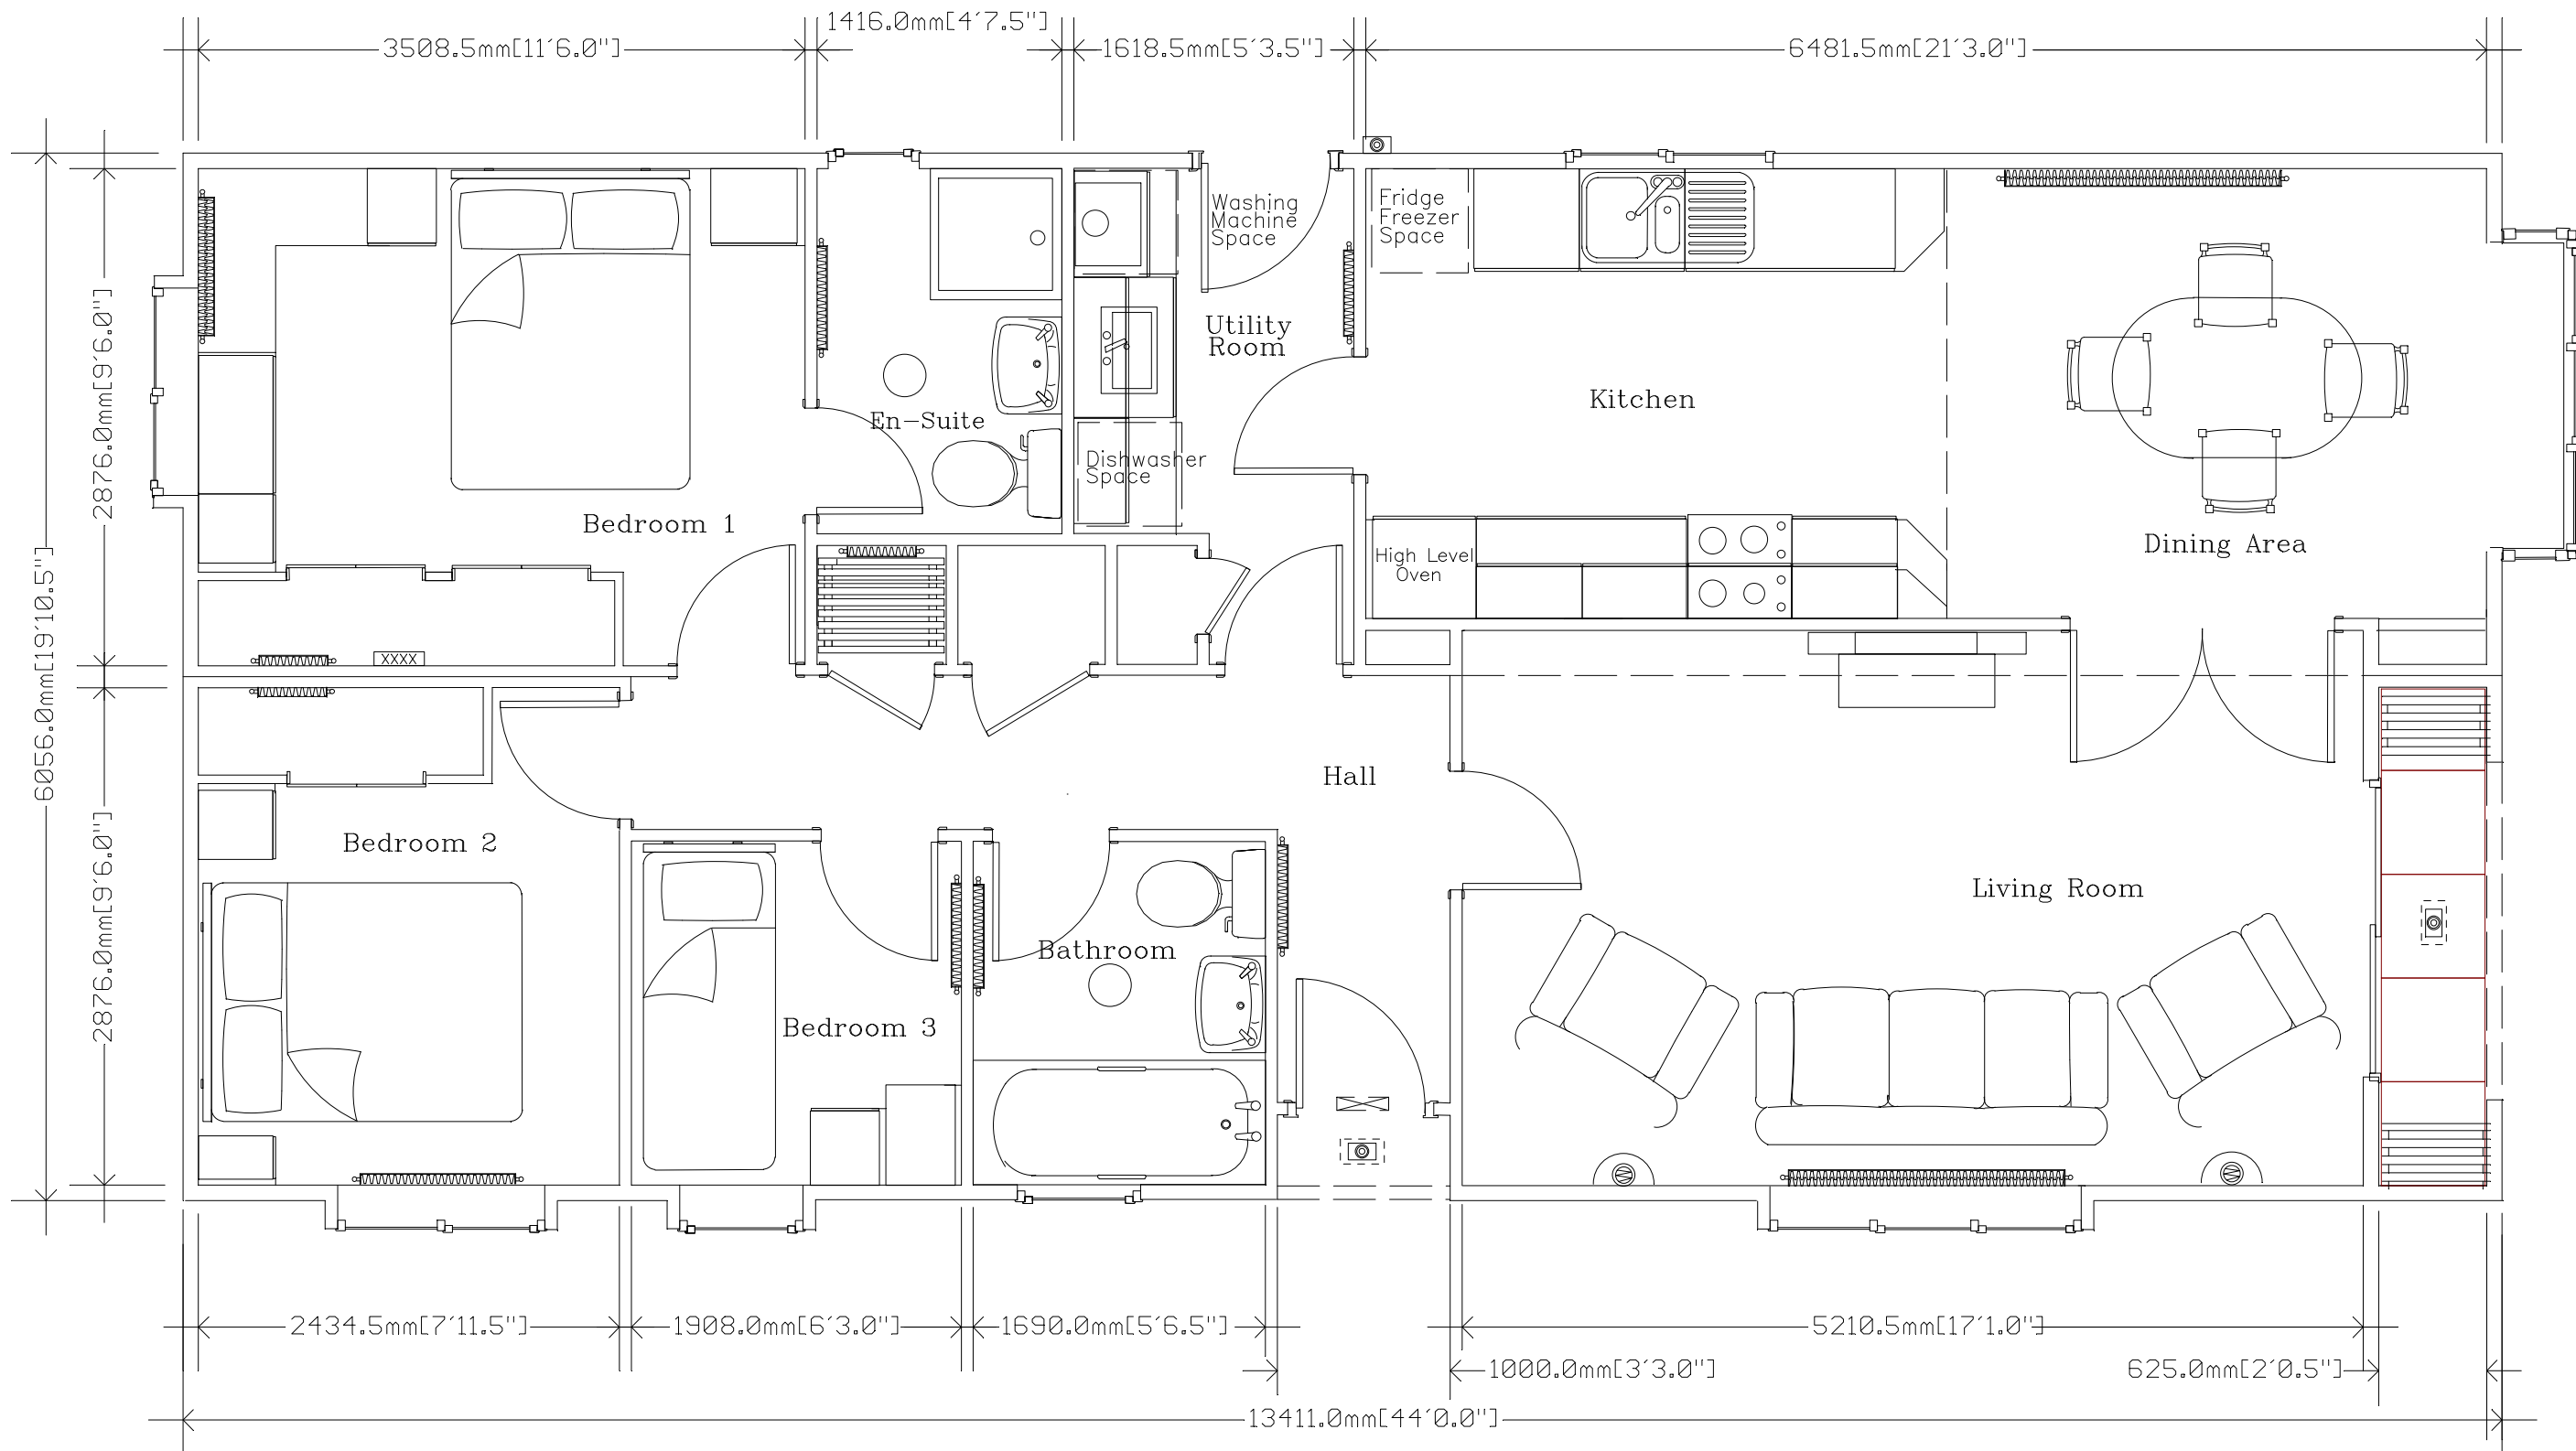 1416.0mm[4'7.5"]
3508.5mm[11'6.0"]
1618.5mm[5'3.5"]
6481.5mm[21'3.0"]
Washing
Machine
Space
Fridge
Freezer
Space
Utility
Room
Kitchen
En-Suite
Dishwasher
Space
Bedroom 1
Dining Area
High Level
Oven
2876.0mm[9'6.0"]
6056.0mm[19'10.5"]
XXXX
Hall
Bedroom 2
Living Room
2876.0mm[9'6.0"]
Bathroom
Bedroom 3
2434.5mm[7'11.5"]
1908.0mm[6'3.0"]
1690.0mm[5'6.5"]
5210.5mm[17'1.0"]
1000.0mm[3'3.0"]
625.0mm[2'0.5"]
13411.0mm[44'0.0"]